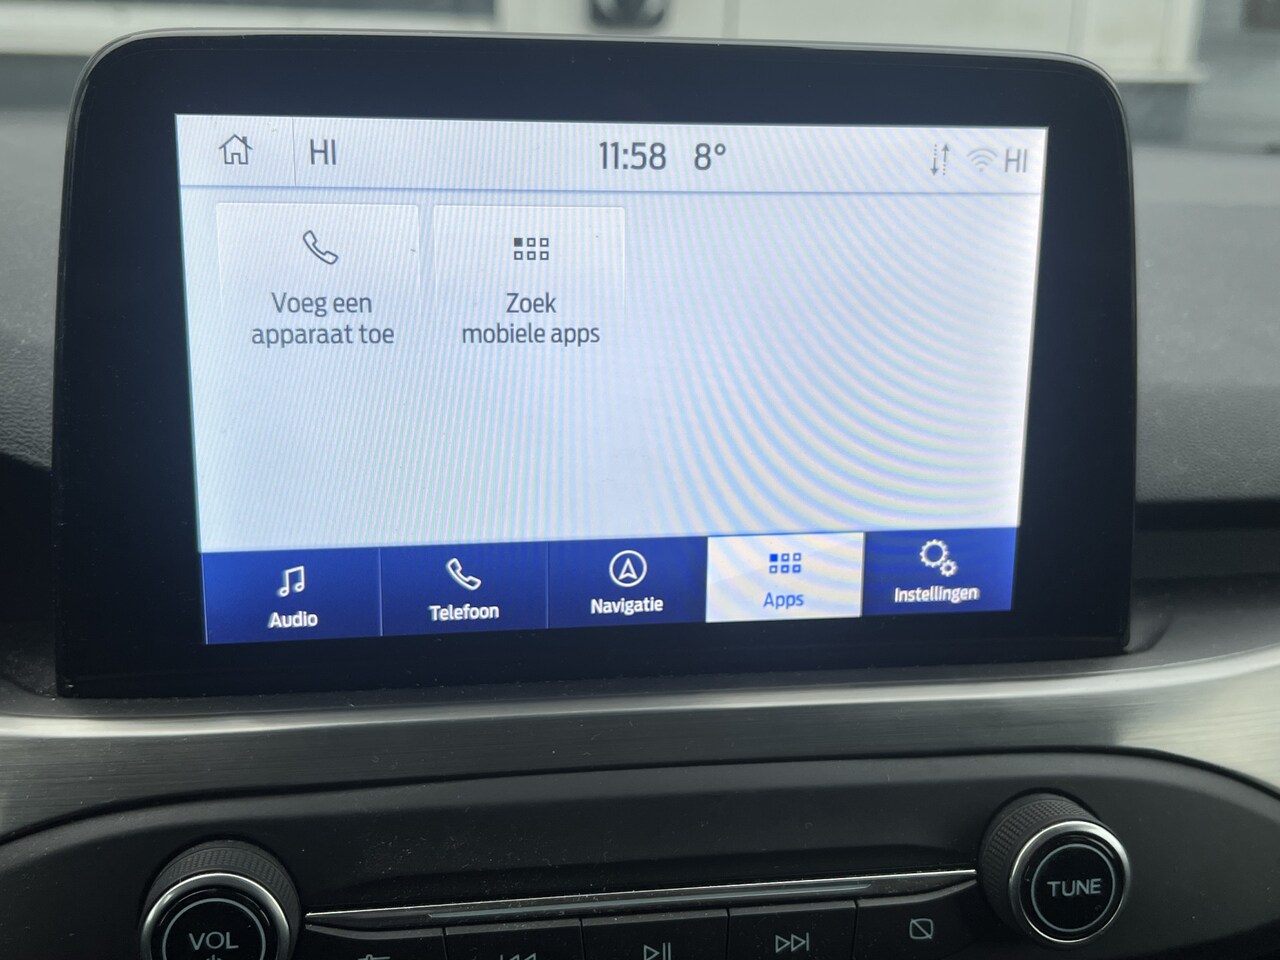 HI 11:58 8° HI
Voeg een
apparaat toe
Zoek
mobiele apps
Audio Telefoon Navigatie Apps Instellingen
VOL TUNE